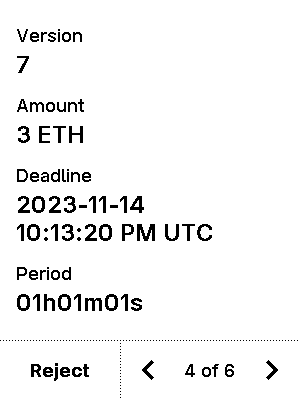 Version
7
Amount
3 ETH
Deadline
2023-11-14
10:13:20 PM UTC
Period
01h01m01s
Reject
4 of 6